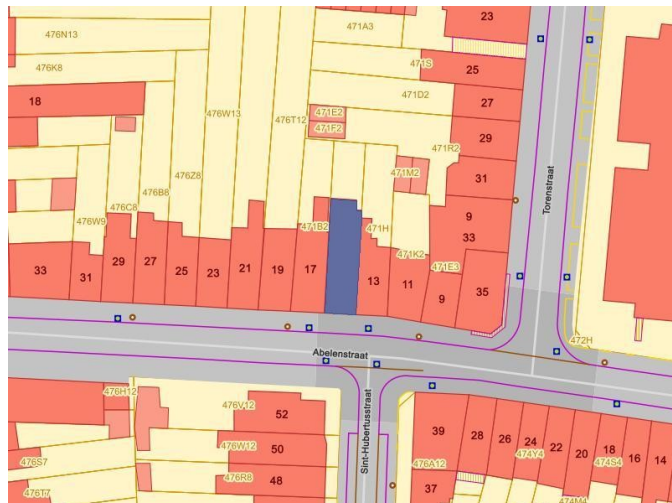 471A3
23
476N13
471S
476K8
25
471D2
18
476W13
476T12
471E2
27
471F2
471R2
29
471M2
31
476Z8
476B8
476C8
476W9
471B2
471H
9
33
471K2
471E3
Torenstraat
33
31
29
27
25
23
21
19
17
13
11
9
35
472H
Abelenstraat
476H12
476V12
52
Sint-Hubertusstraat
39
28
26
24
22
20
18
16
14
476W12
50
474Y4
474S4
476S7
476A12
476R8
48
37
476T7
474M4